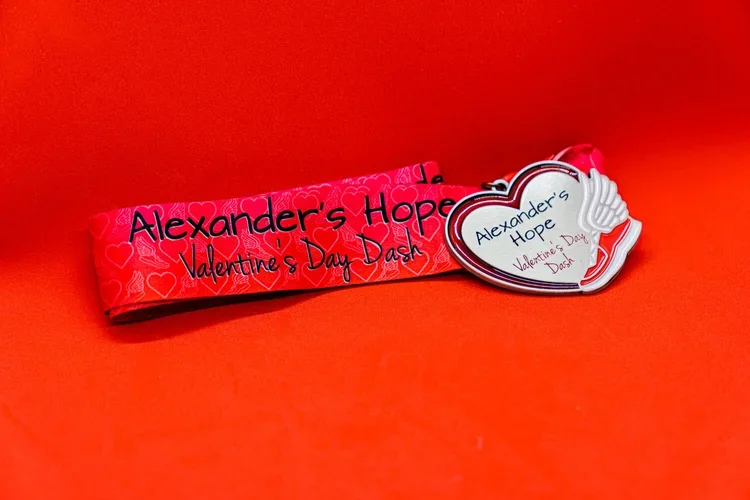 Alexander's Hope
Valentine's Day Dash
Alexander's
Hope
Valentine's Day
Dash